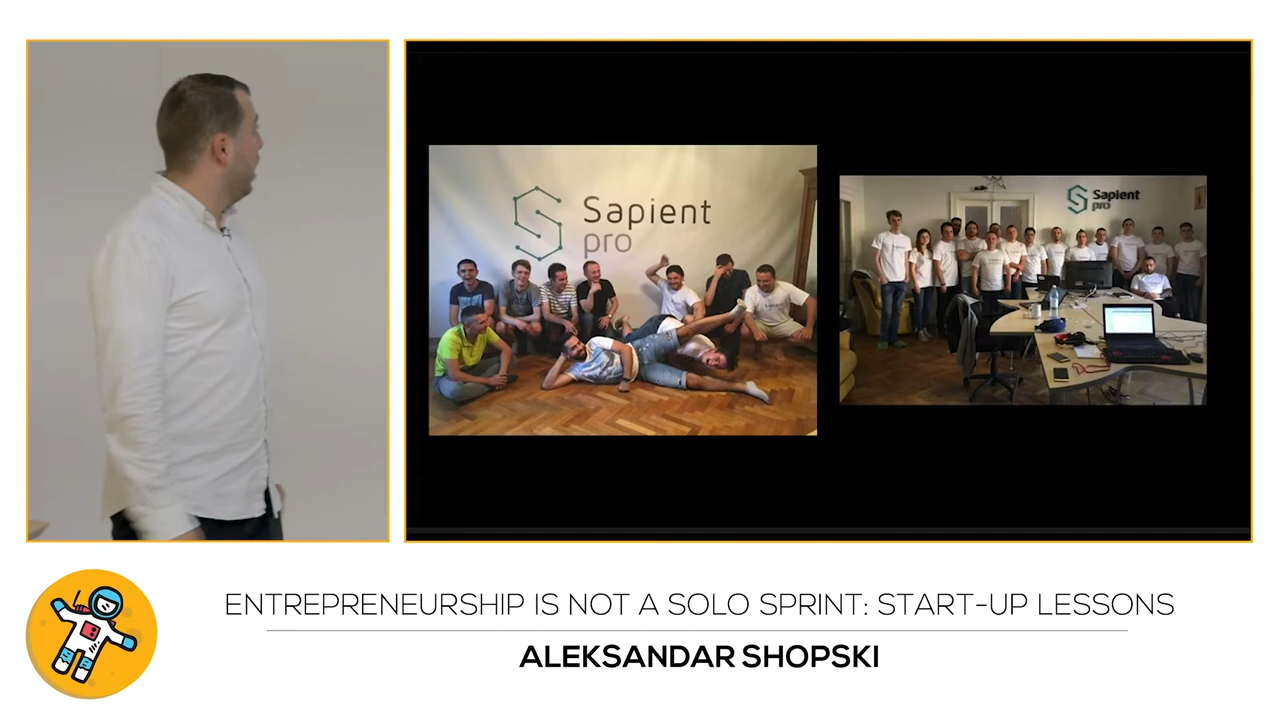 Sapient
pro
Sapient
pro
ENTREPRENEURSHIP IS NOT A SOLO SPRINT: START-UP LESSONS
ALEKSANDAR SHOPSKI